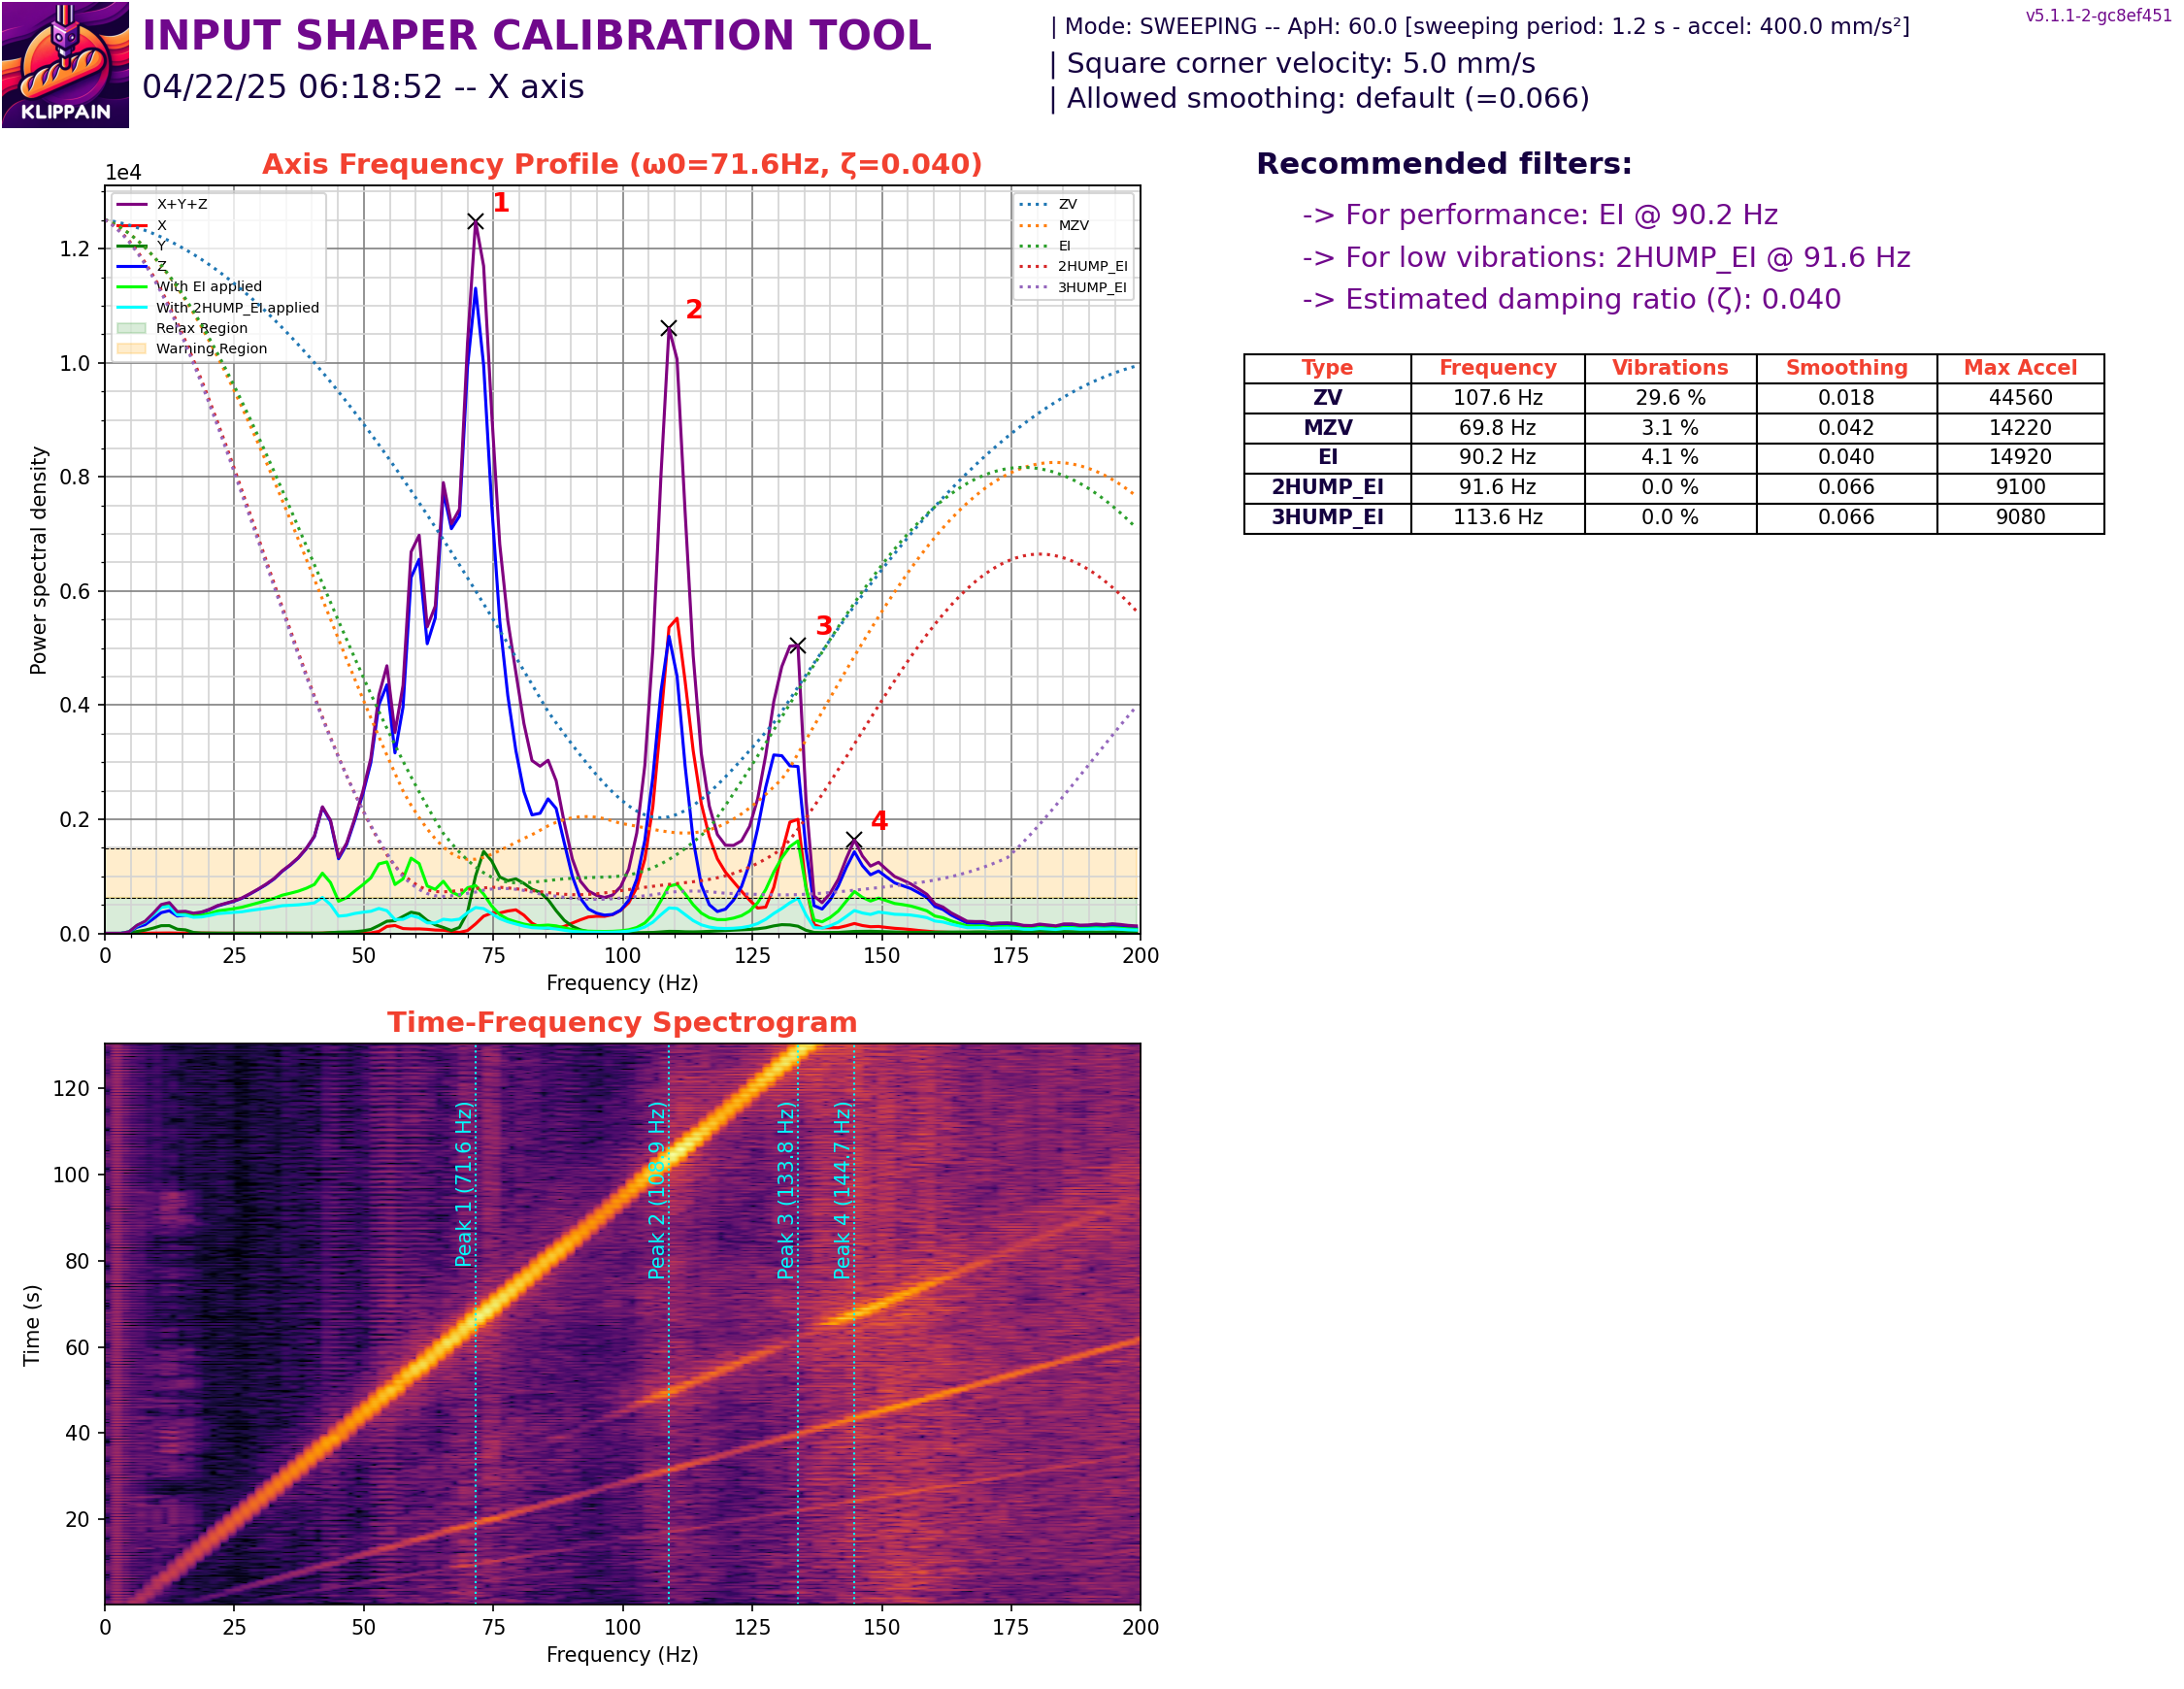 KLIPPAIN
INPUT SHAPER CALIBRATION TOOL
04/22/25 06:18:52 -- X axis
| Mode: SWEEPING -- ApH: 60.0 [sweeping period: 1.2 s - accel: 400.0 mm/s²]
| Square corner velocity: 5.0 mm/s
| Allowed smoothing: default (=0.066)
v5.1.1-2-gc8ef451
Axis Frequency Profile (ω0=71.6Hz, ζ=0.040)
1e4
X+Y+Z
X
Y
Z
With EI applied
With 2HUMP_EI applied
Relax Region
Warning Region
ZV
MZV
EI
2HUMP_EI
3HUMP_EI
1
2
3
4
Power spectral density
1.2
1.0
0.8
0.6
0.4
0.2
0.0
0 25 50 75 100 125 150 175 200
Frequency (Hz)
Recommended filters:
-> For performance: EI @ 90.2 Hz
-> For low vibrations: 2HUMP_EI @ 91.6 Hz
-> Estimated damping ratio (ζ): 0.040
Type Frequency Vibrations Smoothing Max Accel
ZV 107.6 Hz 29.6 % 0.018 44560
MZV 69.8 Hz 3.1 % 0.042 14220
EI 90.2 Hz 4.1 % 0.040 14920
2HUMP_EI 91.6 Hz 0.0 % 0.066 9100
3HUMP_EI 113.6 Hz 0.0 % 0.066 9080
Time-Frequency Spectrogram
Time (s)
120
100
80
60
40
20
Peak 1 (71.6 Hz)
Peak 2 (108.9 Hz)
Peak 3 (133.8 Hz)
Peak 4 (144.7 Hz)
0 25 50 75 100 125 150 175 200
Frequency (Hz)